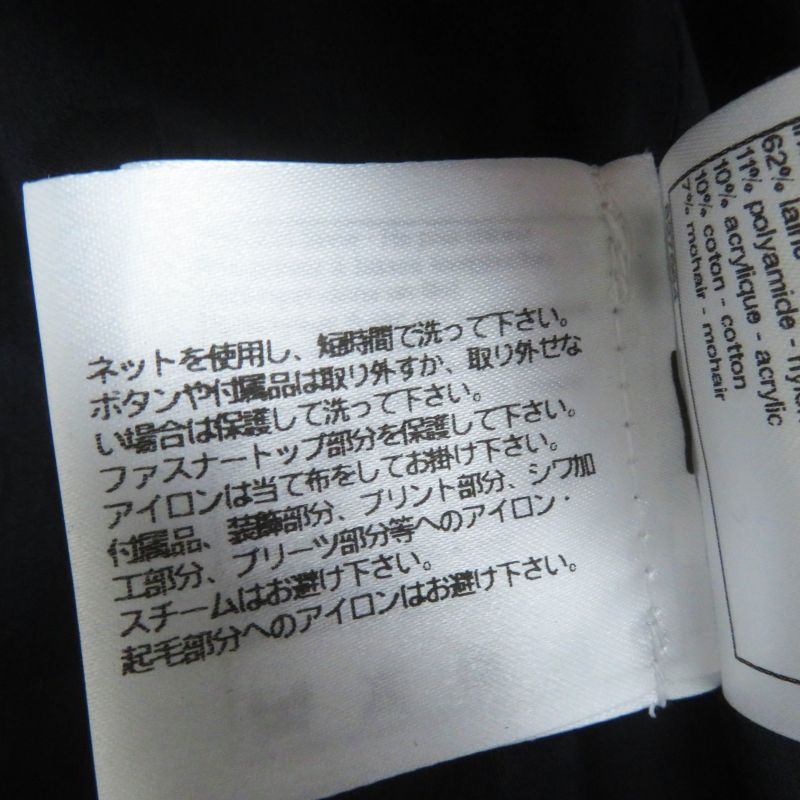 ネットを使用し、短時間で洗って下さい。
ボタンや付属品は取り外すか、取り外せな
い場合は保護して洗って下さい。
ファスナートップ部分を保護して下さい。
アイロンは当て布をしてお掛け下さい。
付属品、装飾部分、プリント部分、シワ加
工部分、プリーツ部分等へのアイロン・
スチームはお避け下さい。
起毛部分へのアイロンはお避け下さい。
62% laine
11% polyamide - nylon
10% acrylique - acrylic
10% coton - cotton
7% mohair - mohair